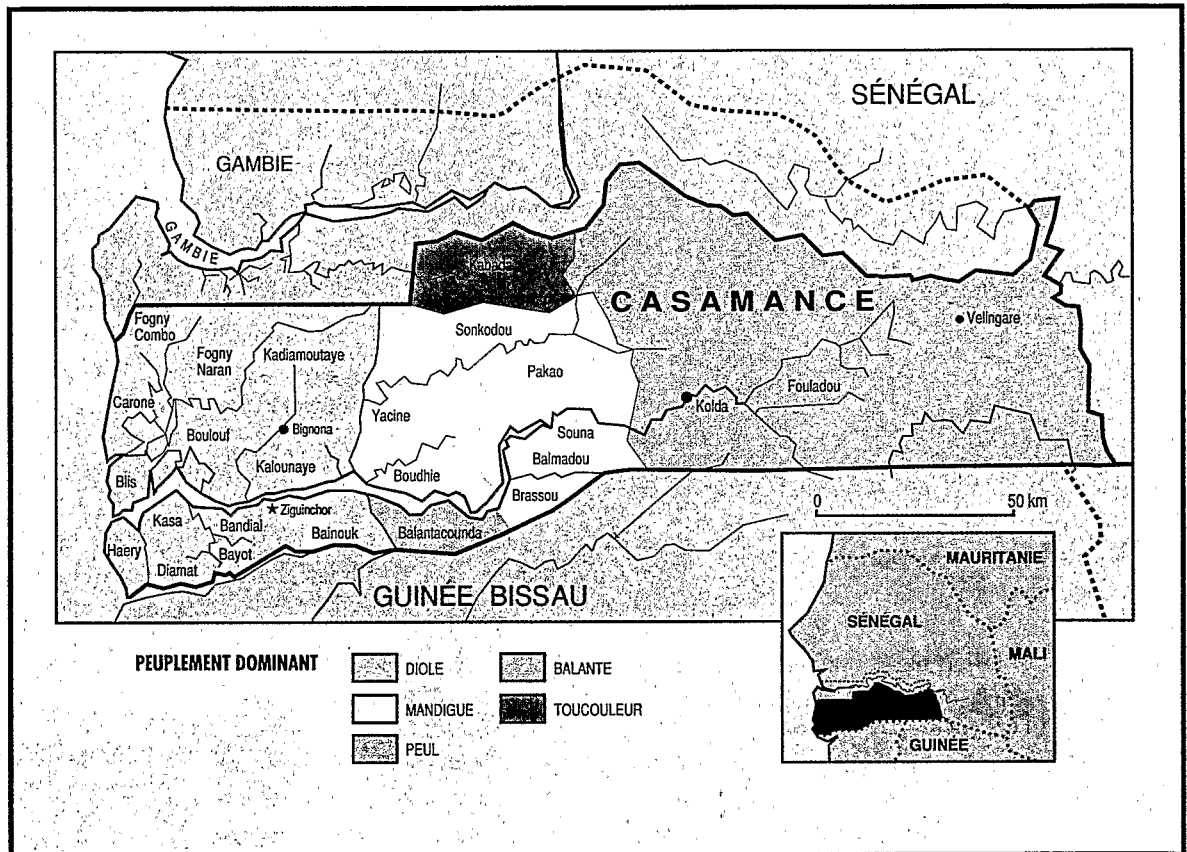 SÉNÉGAL
GAMBIE
GAMBIE
CASAMANCE
Fogny
Combo
Fogny
Naran
Kadiamoutaye
Sonkodou
Pakao
Velingare
Fouladou
Kolda
Carone
Boulouf
Bignona
Yacine
Souna
Balmadou
Blis
Kalounaye
Boudhie
Brassou
Kasa
Bandial
Ziguinchor
Bainouk
Balantacounda
Haery
Bayot
Diamat
GUINÉE BISSAU
0 50 km
MAURITANIE
SÉNÉGAL
MALI
GUINÉE
PEUPLEMENT DOMINANT
DIOLE
MANDIGUE
PEUL
BALANTE
TOUCOULEUR